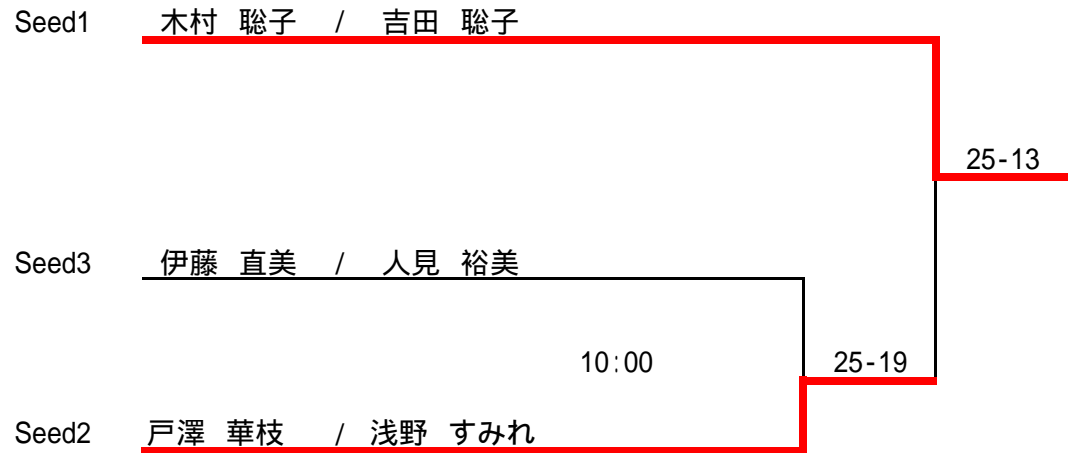 Seed1 木村 聡子 / 吉田 聡子
25-13
Seed3 伊藤 直美 / 人見 裕美
10:00 25-19
Seed2 戸澤 華枝 / 浅野 すみれ